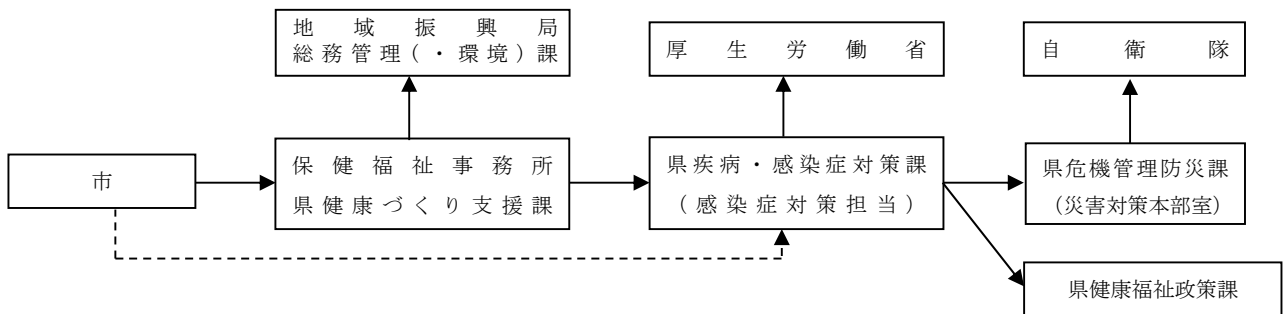 地域振興局
総務管理(・環境)課
厚生労働省
自衛隊
市
保健福祉事務所
県健康づくり支援課
県疾病・感染症対策課
(感染症対策担当)
県危機管理防災課
(災害対策本部室)
県健康福祉政策課